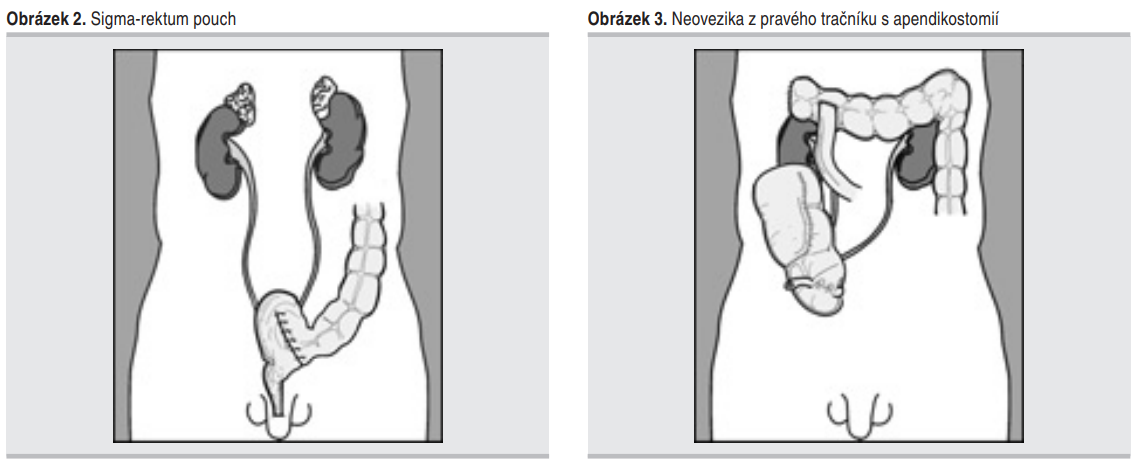 Obrázek 2. Sigma-rektum pouch
Obrázek 3. Neovezika z pravého tračníku s apendikostomií